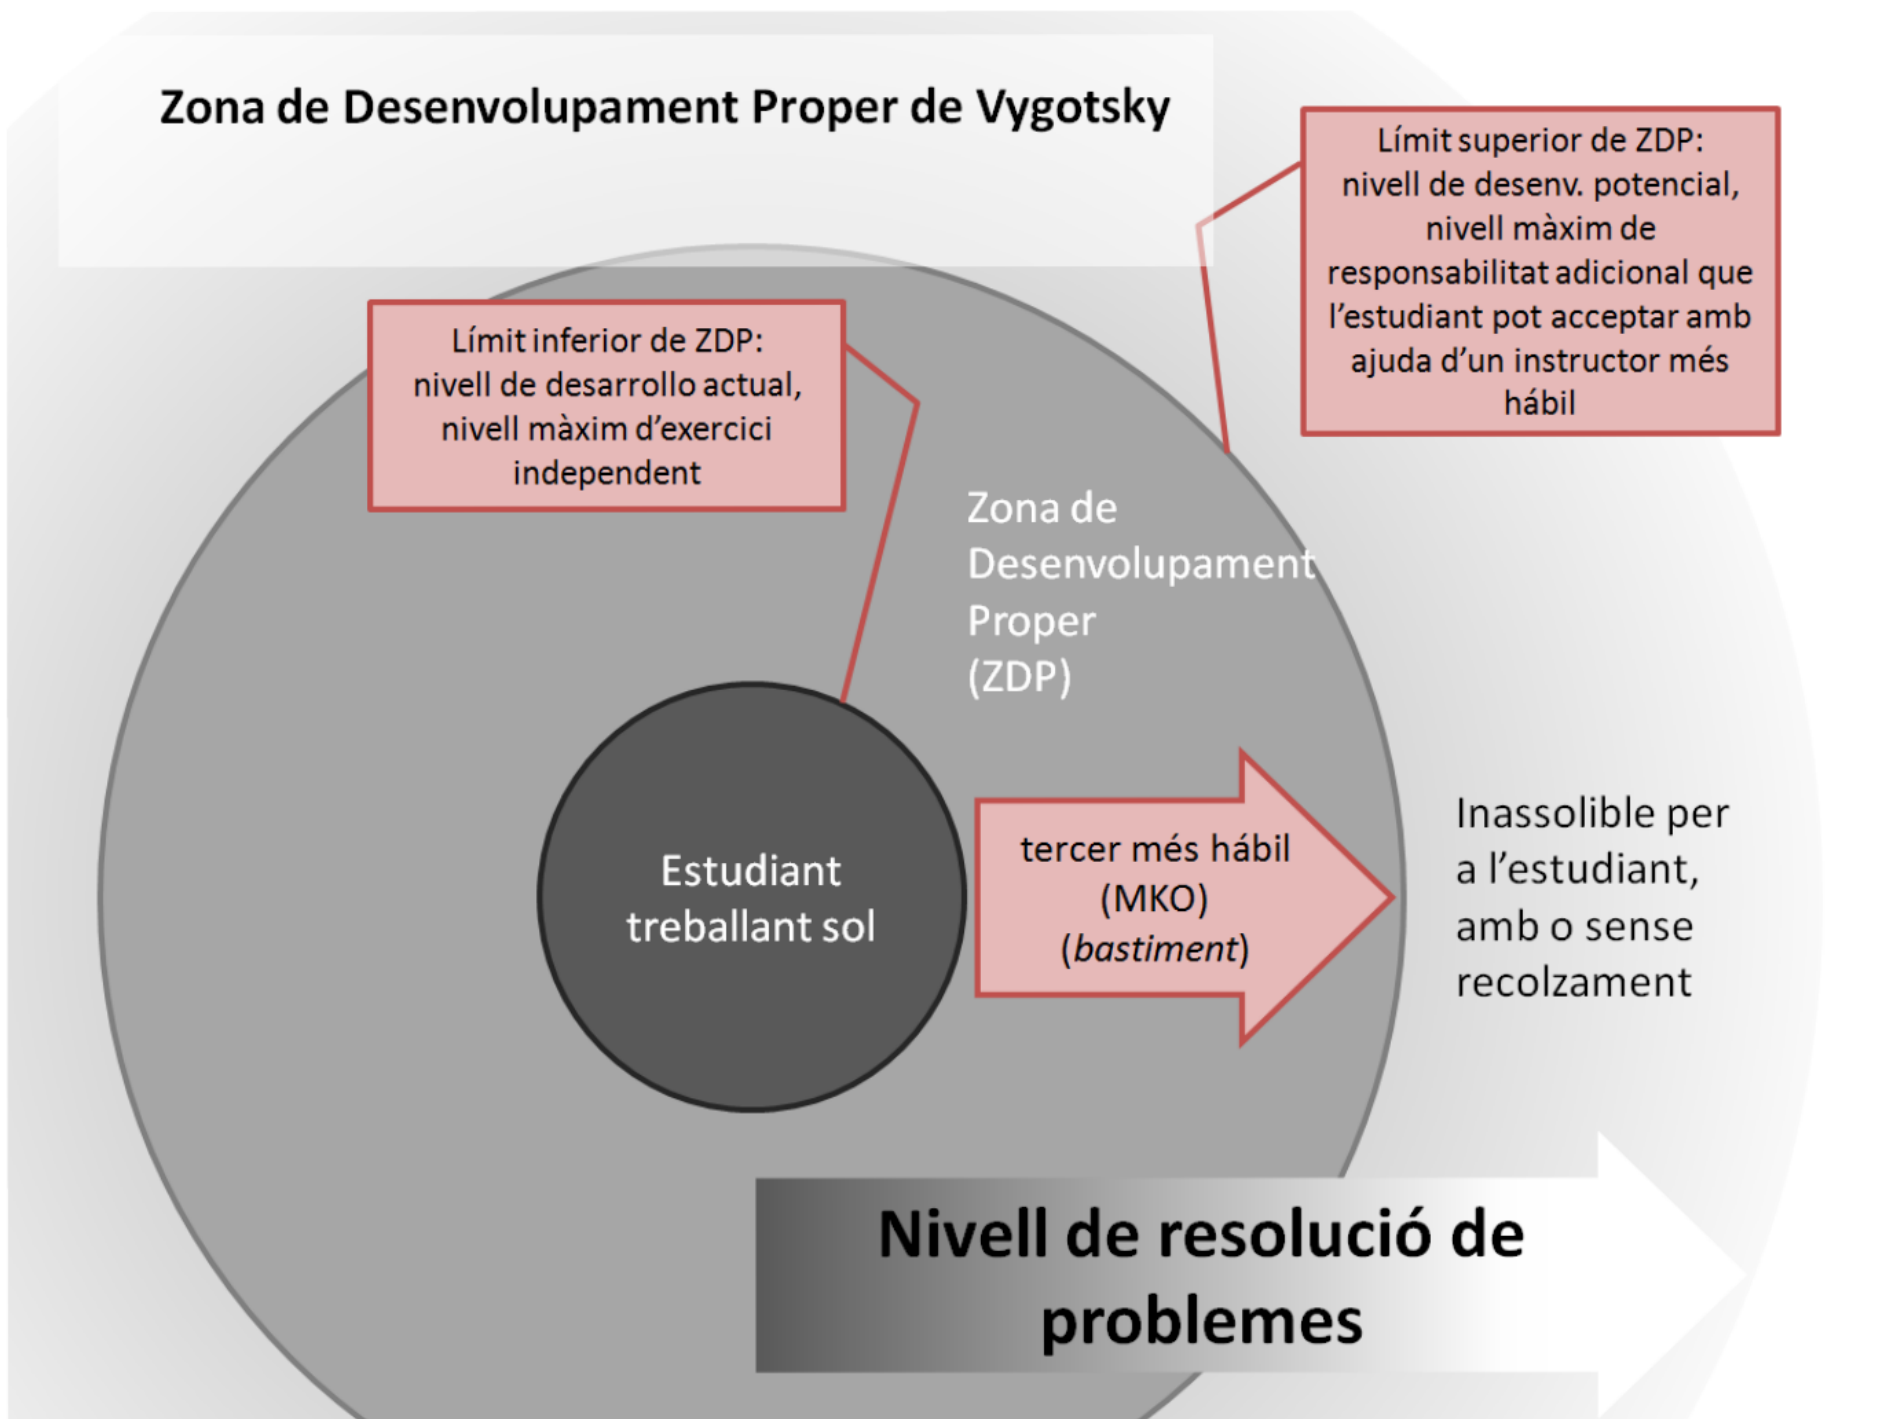 Zona de Desenvolupament Proper de Vygotsky
Límit superior de ZDP:
nivell de desenv. potencial,
nivell màxim de
responsabilitat adicional que
l’estudiant pot acceptar amb
ajuda d’un instructor més
hábil
Límit inferior de ZDP:
nivell de desarrollo actual,
nivell màxim d’exercici
independent
Zona de
Desenvolupament
Proper
(ZDP)
Estudiant
treballant sol
tercer més hábil
(MKO)
(bastiment)
Inassolible per
a l’estudiant,
amb o sense
recolzament
Nivell de resolució de
problemes